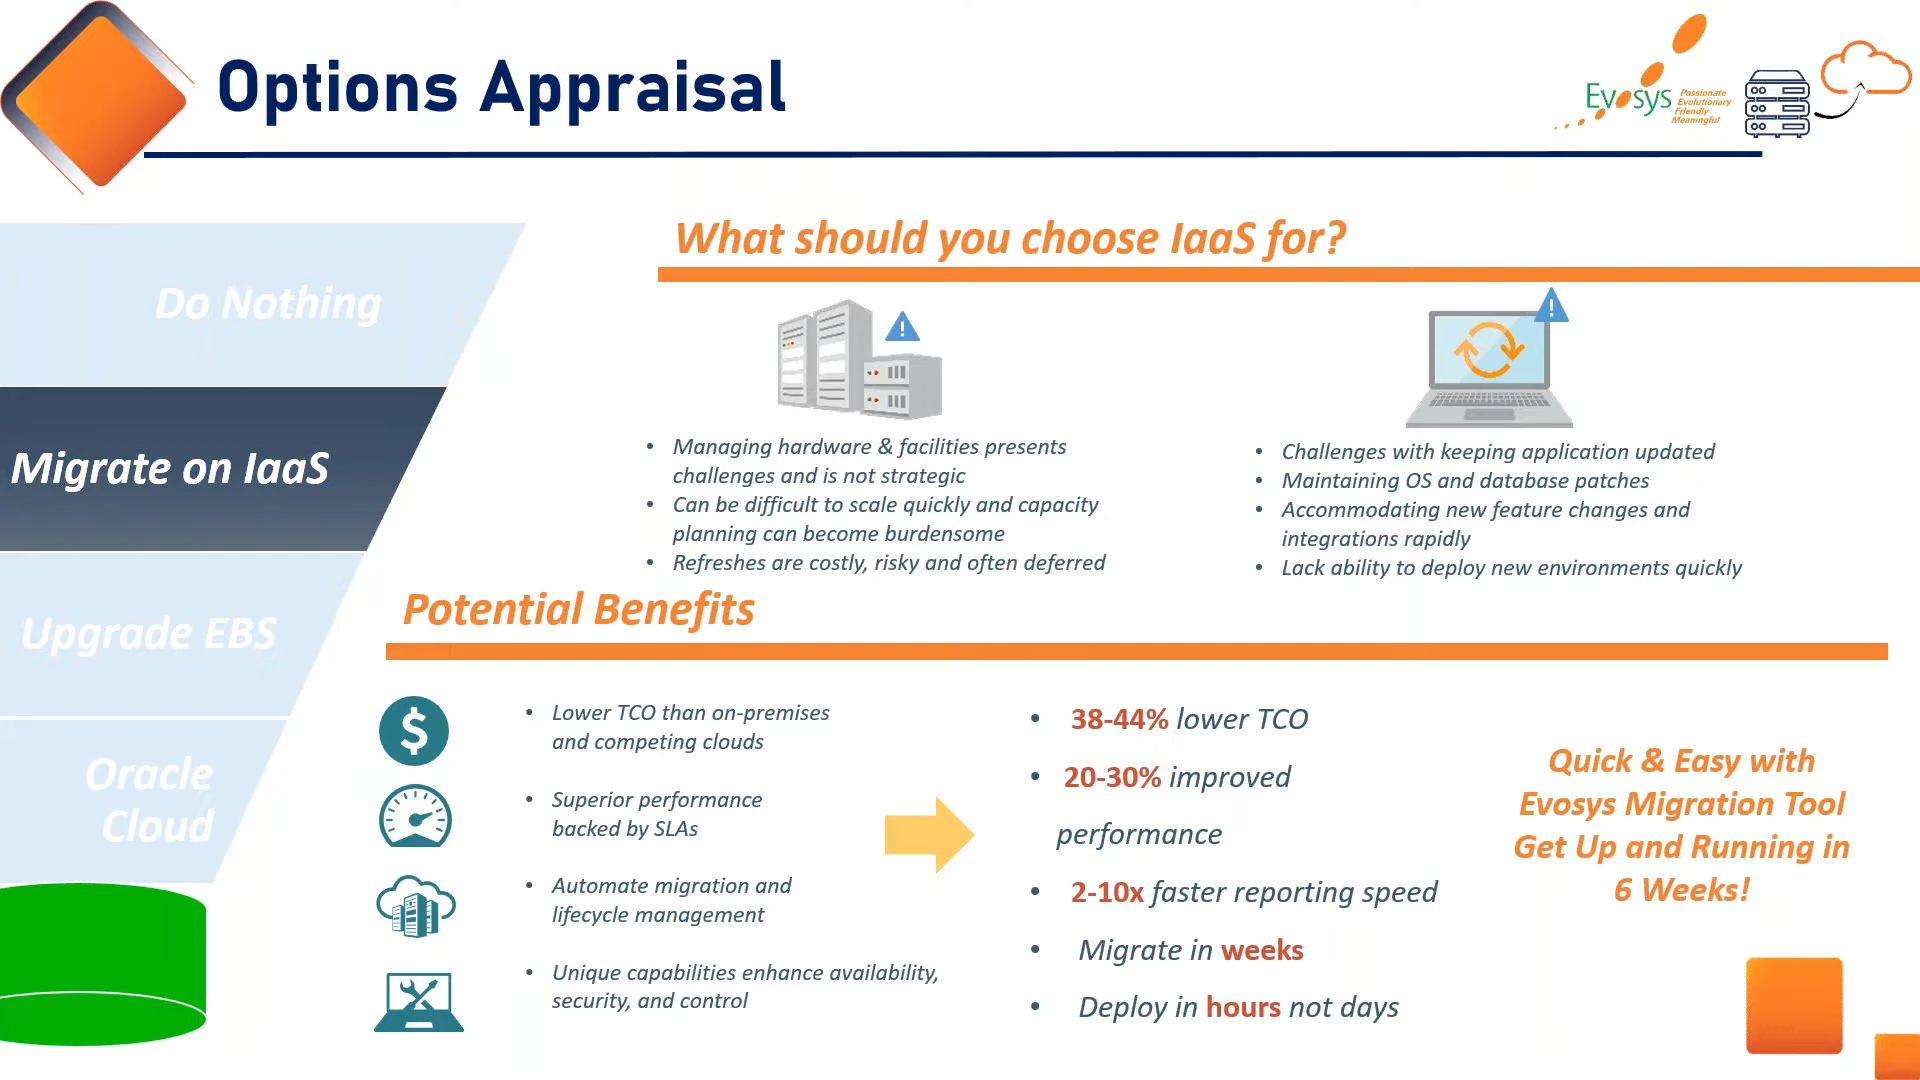 Options Appraisal
Evosys
Passionate
Evolutionary
Friendly
Meaningful
Do Nothing
Migrate on IaaS
Upgrade EBS
Oracle
Cloud
What should you choose IaaS for?
• Managing hardware & facilities presents
challenges and is not strategic
• Can be difficult to scale quickly and capacity
planning can become burdensome
• Refreshes are costly, risky and often deferred
• Challenges with keeping application updated
• Maintaining OS and database patches
• Accommodating new feature changes and
integrations rapidly
• Lack ability to deploy new environments quickly
Potential Benefits
• Lower TCO than on-premises
and competing clouds
• Superior performance
backed by SLAs
• Automate migration and
lifecycle management
• Unique capabilities enhance availability,
security, and control
• 38-44% lower TCO
• 20-30% improved
performance
• 2-10x faster reporting speed
• Migrate in weeks
• Deploy in hours not days
Quick & Easy with
Evosys Migration Tool
Get Up and Running in
6 Weeks!